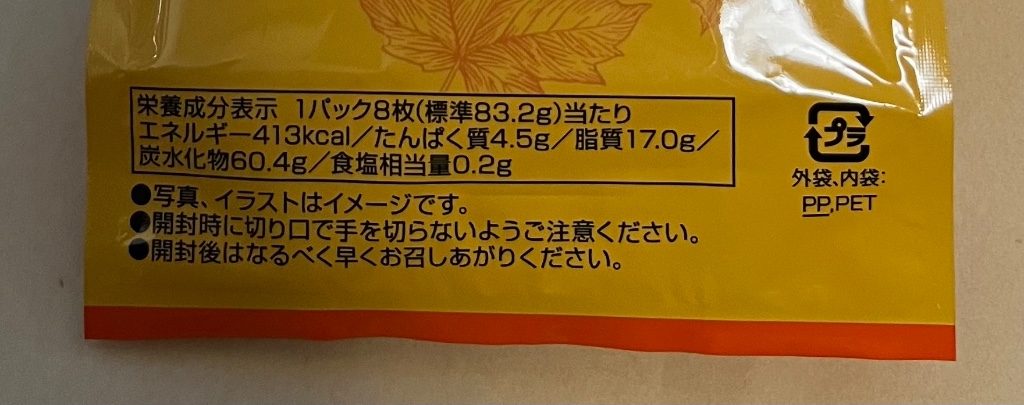 栄養成分表示 1パック8枚(標準83.2g)当たり
エネルギー413kcal/たんぱく質4.5g/脂質17.0g/
炭水化物60.4g/食塩相当量0.2g
●写真、イラストはイメージです。
●開封時に切り口で手を切らないようご注意ください。
●開封後はなるべく早くお召しあがりください。
プラ
外袋、内袋:
PP,PET